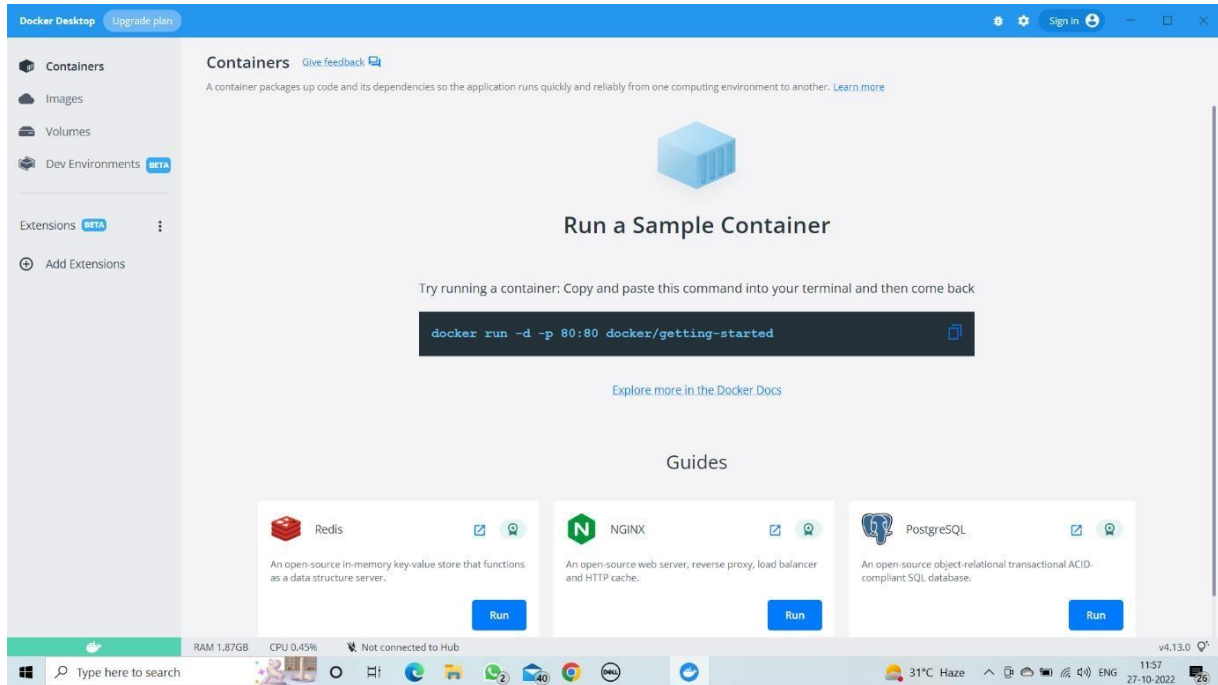 Docker Desktop Upgrade plan Sign in
Containers
Images
Volumes
Dev Environments BETA
Extensions BETA
Add Extensions
Containers Give feedback
A container packages up code and its dependencies so the application runs quickly and reliably from one computing environment to another. Learn more
Run a Sample Container
Try running a container: Copy and paste this command into your terminal and then come back
docker run -d -p 80:80 docker/getting-started
Explore more in the Docker Docs
Guides
Redis
An open-source in-memory key-value store that functions
as a data structure server.
Run
N NGINX
An open-source web server, reverse proxy, load balancer
and HTTP cache.
Run
PostgreSQL
An open-source object-relational transactional ACID-
compliant SQL database.
Run
RAM 1.87GB CPU 0.45% Not connected to Hub v4.13.0
Type here to search 2 40 DELL 31°C Haze ENG 11:57
27-10-2022 26